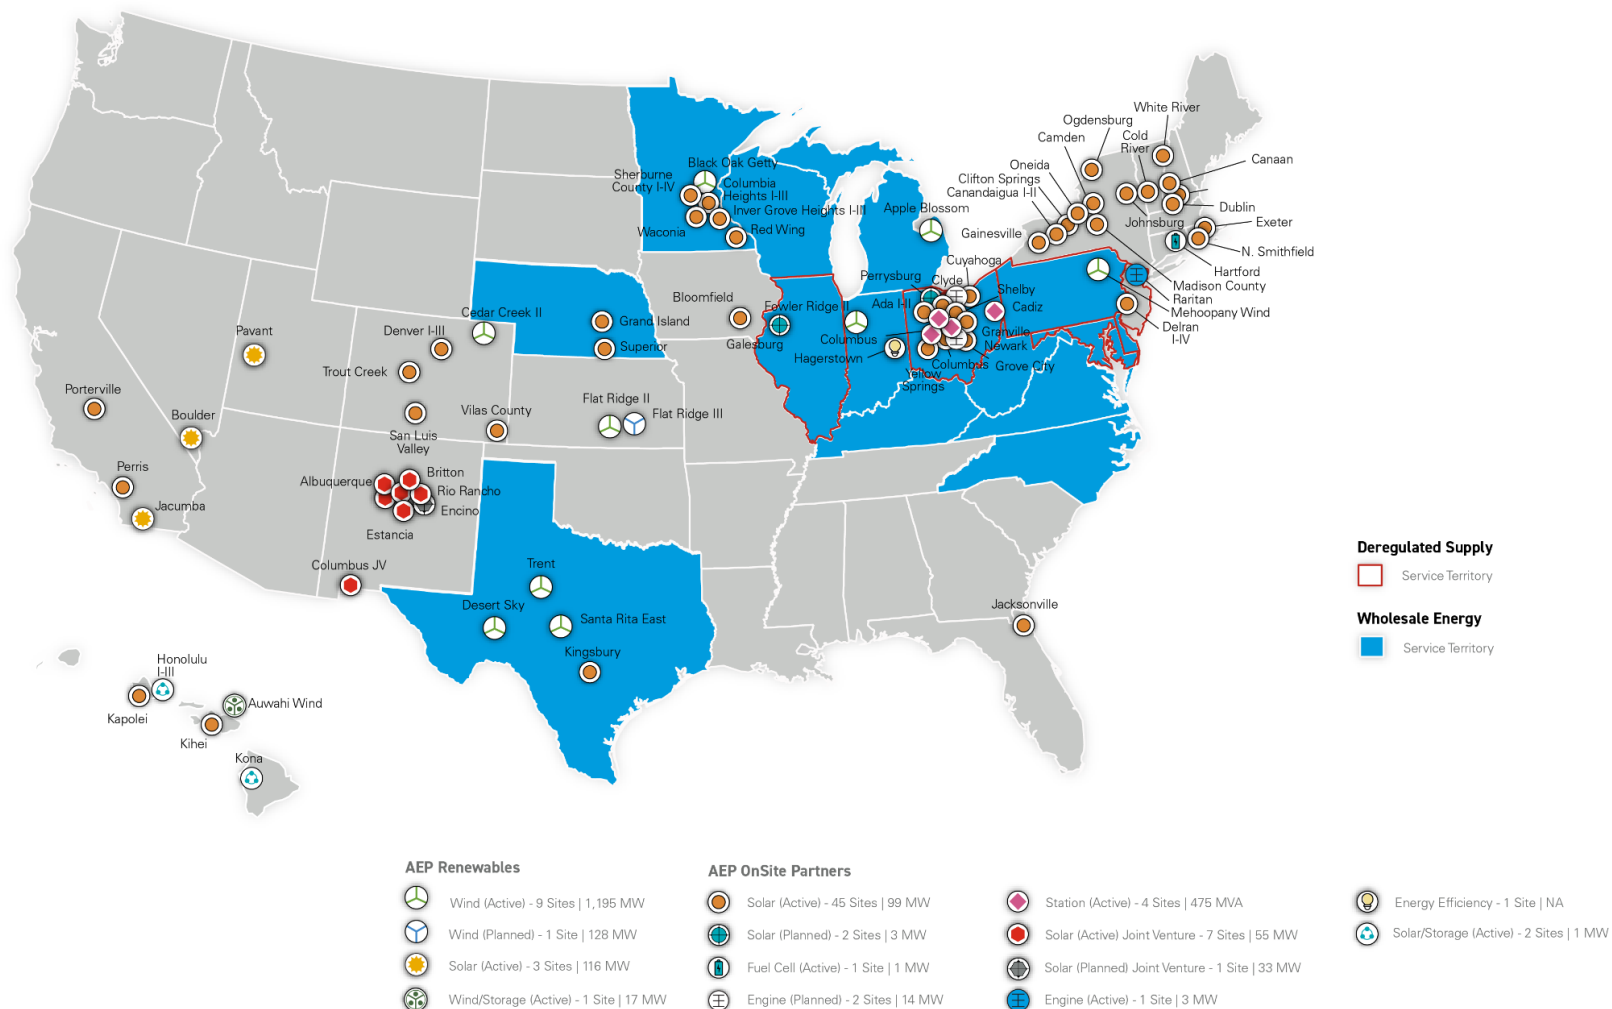 White River
Ogdensburg
Camden
Cold
River
Canaan
Oneida
Clifton Springs
Canandaigua I-II
Black Oak Getty
Sherburne
County I-IV
Columbia
Heights I-III
Inver Grove Heights I-III
Apple Blossom
Dublin
Johnsburg
Exeter
Gainesville
Waconia
Red Wing
N. Smithfield
Cuyahoga
Hartford
Perrysburg
Clyde
Madison County
Shelby
Raritan
Bloomfield
Fowler Ridge II
Ada I-II
Cadiz
Mehoopany Wind
Cedar Creek II
Grand Island
Delran
I-IV
Pavant
Denver I-III
Galesburg
Columbus
Granville
Superior
Newark
Hagerstown
Columbus
Grove City
Trout Creek
Yellow
Springs
Porterville
Flat Ridge II
Boulder
Vilas County
Flat Ridge III
San Luis
Valley
Perris
Albuquerque
Britton
Rio Rancho
Jacumba
Encino
Estancia
Deregulated Supply
Service Territory
Columbus JV
Trent
Desert Sky
Santa Rita East
Jacksonville
Wholesale Energy
Service Territory
Kingsbury
Honolulu
I-III
Auwahi Wind
Kapolei
Kihei
Kona
AEP Renewables
Wind (Active) - 9 Sites | 1,195 MW
Wind (Planned) - 1 Site | 128 MW
Solar (Active) - 3 Sites | 116 MW
Wind/Storage (Active) - 1 Site | 17 MW
AEP OnSite Partners
Solar (Active) - 45 Sites | 99 MW
Solar (Planned) - 2 Sites | 3 MW
Fuel Cell (Active) - 1 Site | 1 MW
Engine (Planned) - 2 Sites | 14 MW
Station (Active) - 4 Sites | 475 MVA
Solar (Active) Joint Venture - 7 Sites | 55 MW
Solar (Planned) Joint Venture - 1 Site | 33 MW
Engine (Active) - 1 Site | 3 MW
Energy Efficiency - 1 Site | NA
Solar/Storage (Active) - 2 Sites | 1 MW